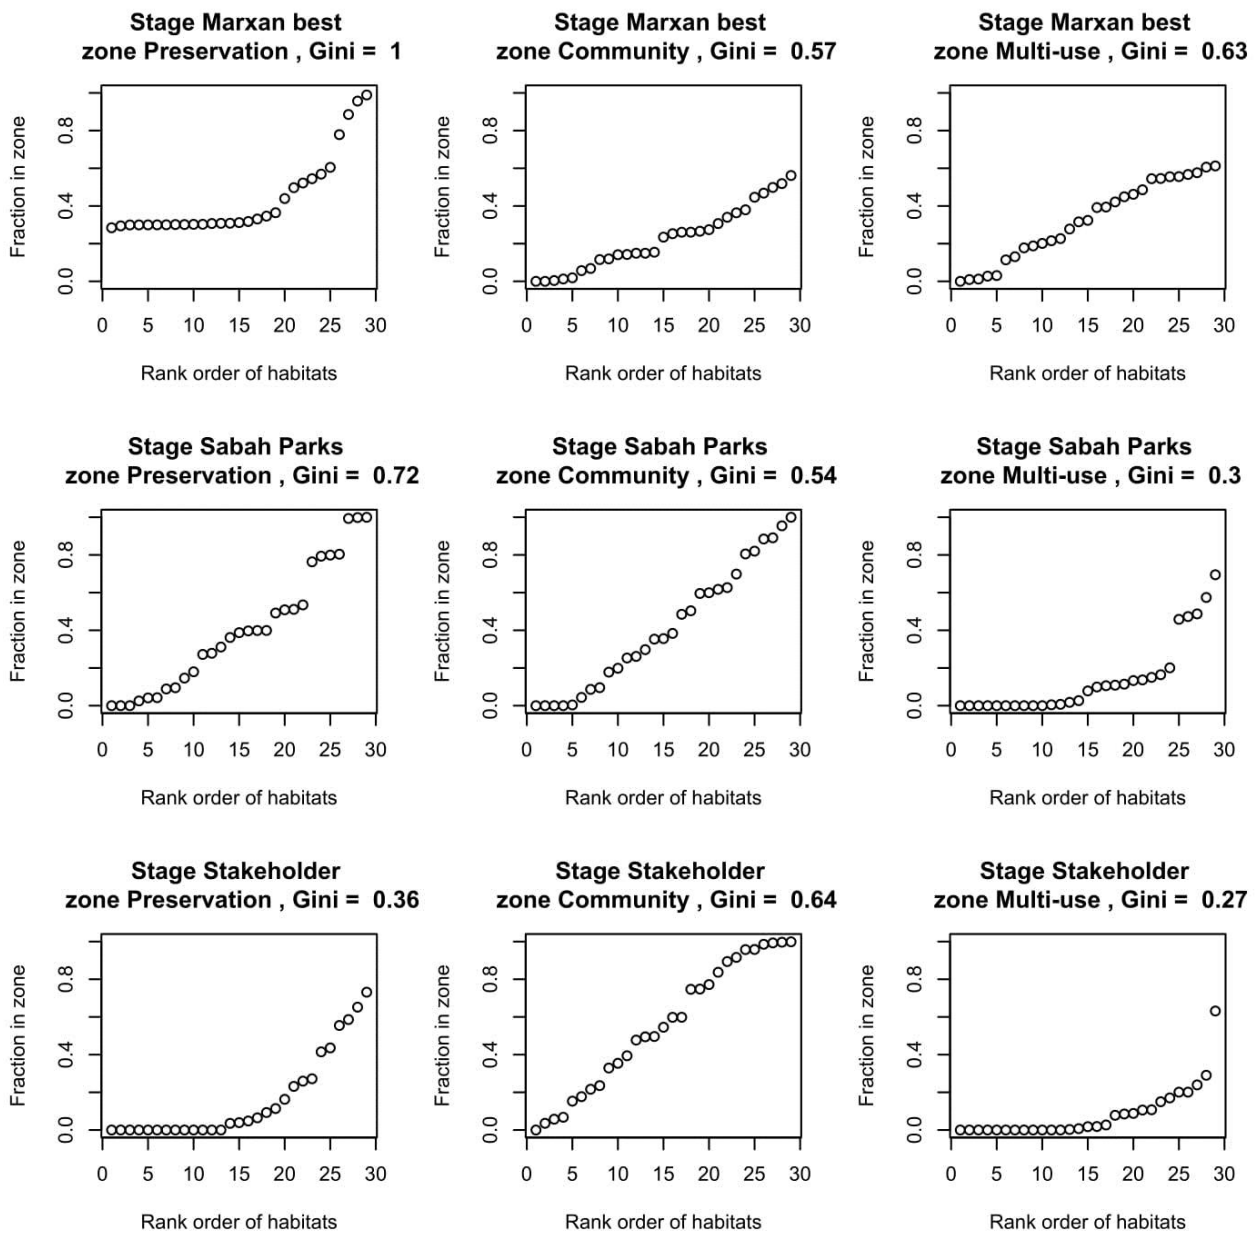 Stage Marxan best
zone Preservation , Gini =  1
Fraction in zone
0.8
0.4
0.0
0 5 10 15 20 25 30
Rank order of habitats
Stage Marxan best
zone Community , Gini =  0.57
Fraction in zone
0.8
0.4
0.0
0 5 10 15 20 25 30
Rank order of habitats
Stage Marxan best
zone Multi-use , Gini =  0.63
Fraction in zone
0.8
0.4
0.0
0 5 10 15 20 25 30
Rank order of habitats
Stage Sabah Parks
zone Preservation , Gini =  0.72
Fraction in zone
0.8
0.4
0.0
0 5 10 15 20 25 30
Rank order of habitats
Stage Sabah Parks
zone Community , Gini =  0.54
Fraction in zone
0.8
0.4
0.0
0 5 10 15 20 25 30
Rank order of habitats
Stage Sabah Parks
zone Multi-use , Gini =  0.3
Fraction in zone
0.8
0.4
0.0
0 5 10 15 20 25 30
Rank order of habitats
Stage Stakeholder
zone Preservation , Gini =  0.36
Fraction in zone
0.8
0.4
0.0
0 5 10 15 20 25 30
Rank order of habitats
Stage Stakeholder
zone Community , Gini =  0.64
Fraction in zone
0.8
0.4
0.0
0 5 10 15 20 25 30
Rank order of habitats
Stage Stakeholder
zone Multi-use , Gini =  0.27
Fraction in zone
0.8
0.4
0.0
0 5 10 15 20 25 30
Rank order of habitats